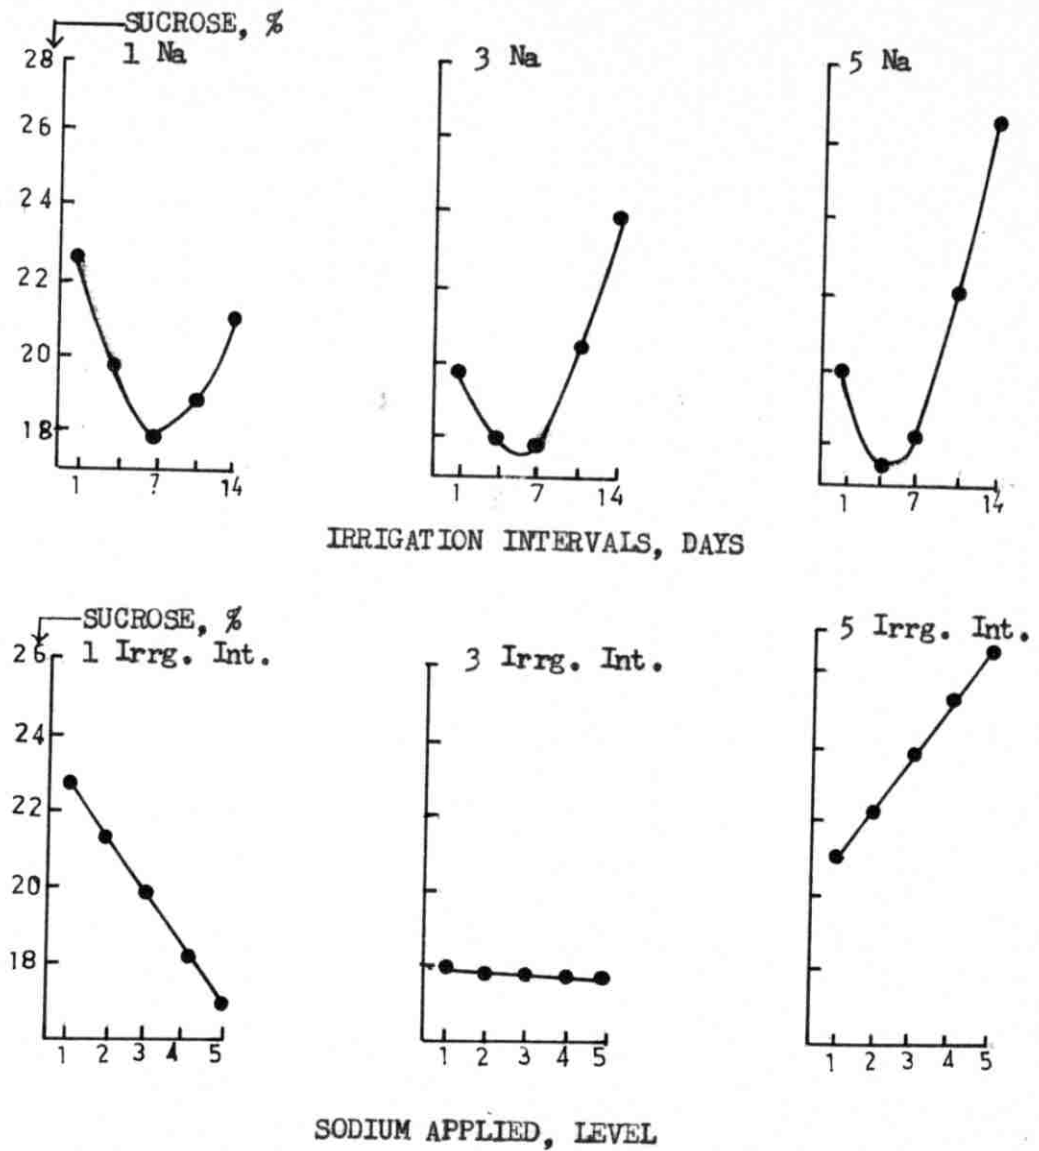 SUCROSE, %
1 Na
3 Na
5 Na
28
26
24
22
20
18
1 7 14
1 7 14
1 7 14
IRRIGATION INTERVALS, DAYS
SUCROSE, %
1 Irrg. Int.
3 Irrg. Int.
5 Irrg. Int.
26
24
22
20
18
1 2 3 4 5
1 2 3 4 5
1 2 3 4 5
SODIUM APPLIED, LEVEL